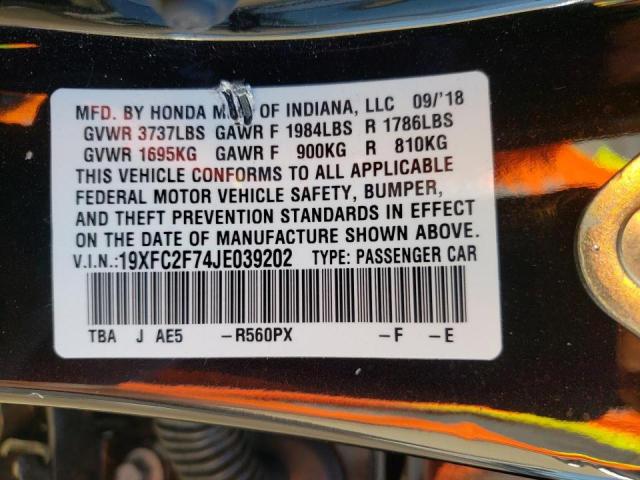 MFD. BY HONDA OF INDIANA, LLC 09/'18
GVWR 3737LBS GAWR F 1984LBS R 1786LBS
GVWR 1695KG GAWR F 900KG R 810KG
THIS VEHICLE CONFORMS TO ALL APPLICABLE
FEDERAL MOTOR VEHICLE SAFETY, BUMPER,
AND THEFT PREVENTION STANDARDS IN EFFECT
ON THE DATE OF MANUFACTURE SHOWN ABOVE.
V.I.N.:19XFC2F74JE039202 TYPE: PASSENGER CAR
TBA J AE5 -R560PX -F -E